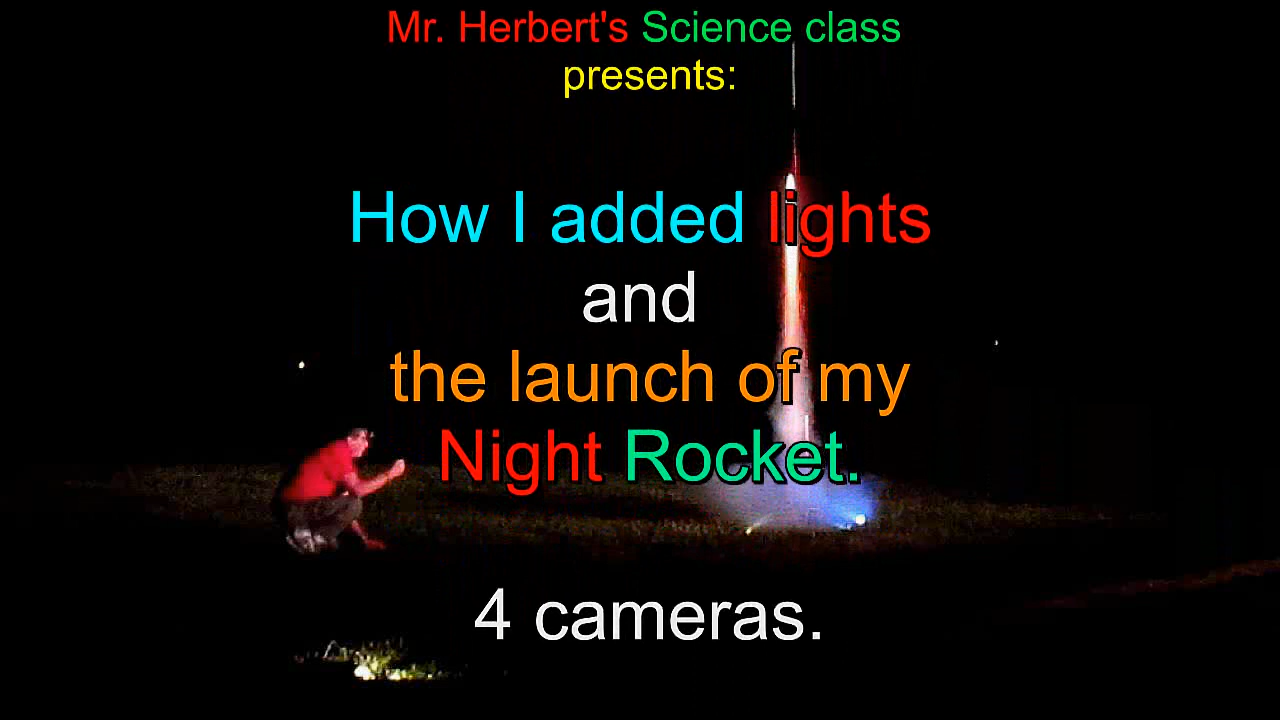 Mr. Herbert's Science class
presents:
How I added lights
and
the launch of my
Night Rocket.
4 cameras.